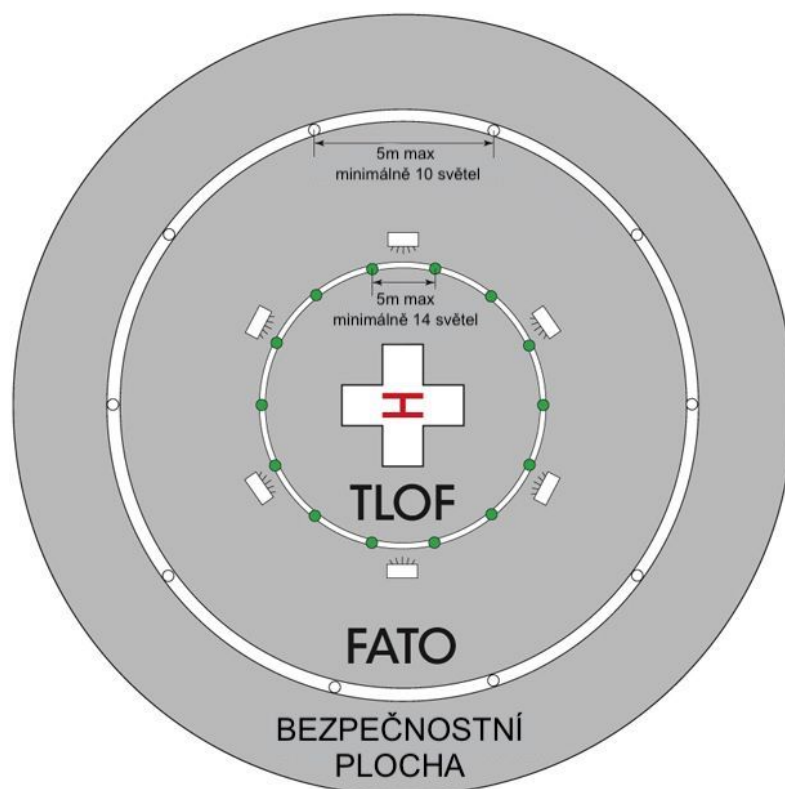 5m max
minimálně 10 světel
5m max
minimálně 14 světel
H
TLOF
FATO
BEZPEČNOSTNÍ
PLOCHA